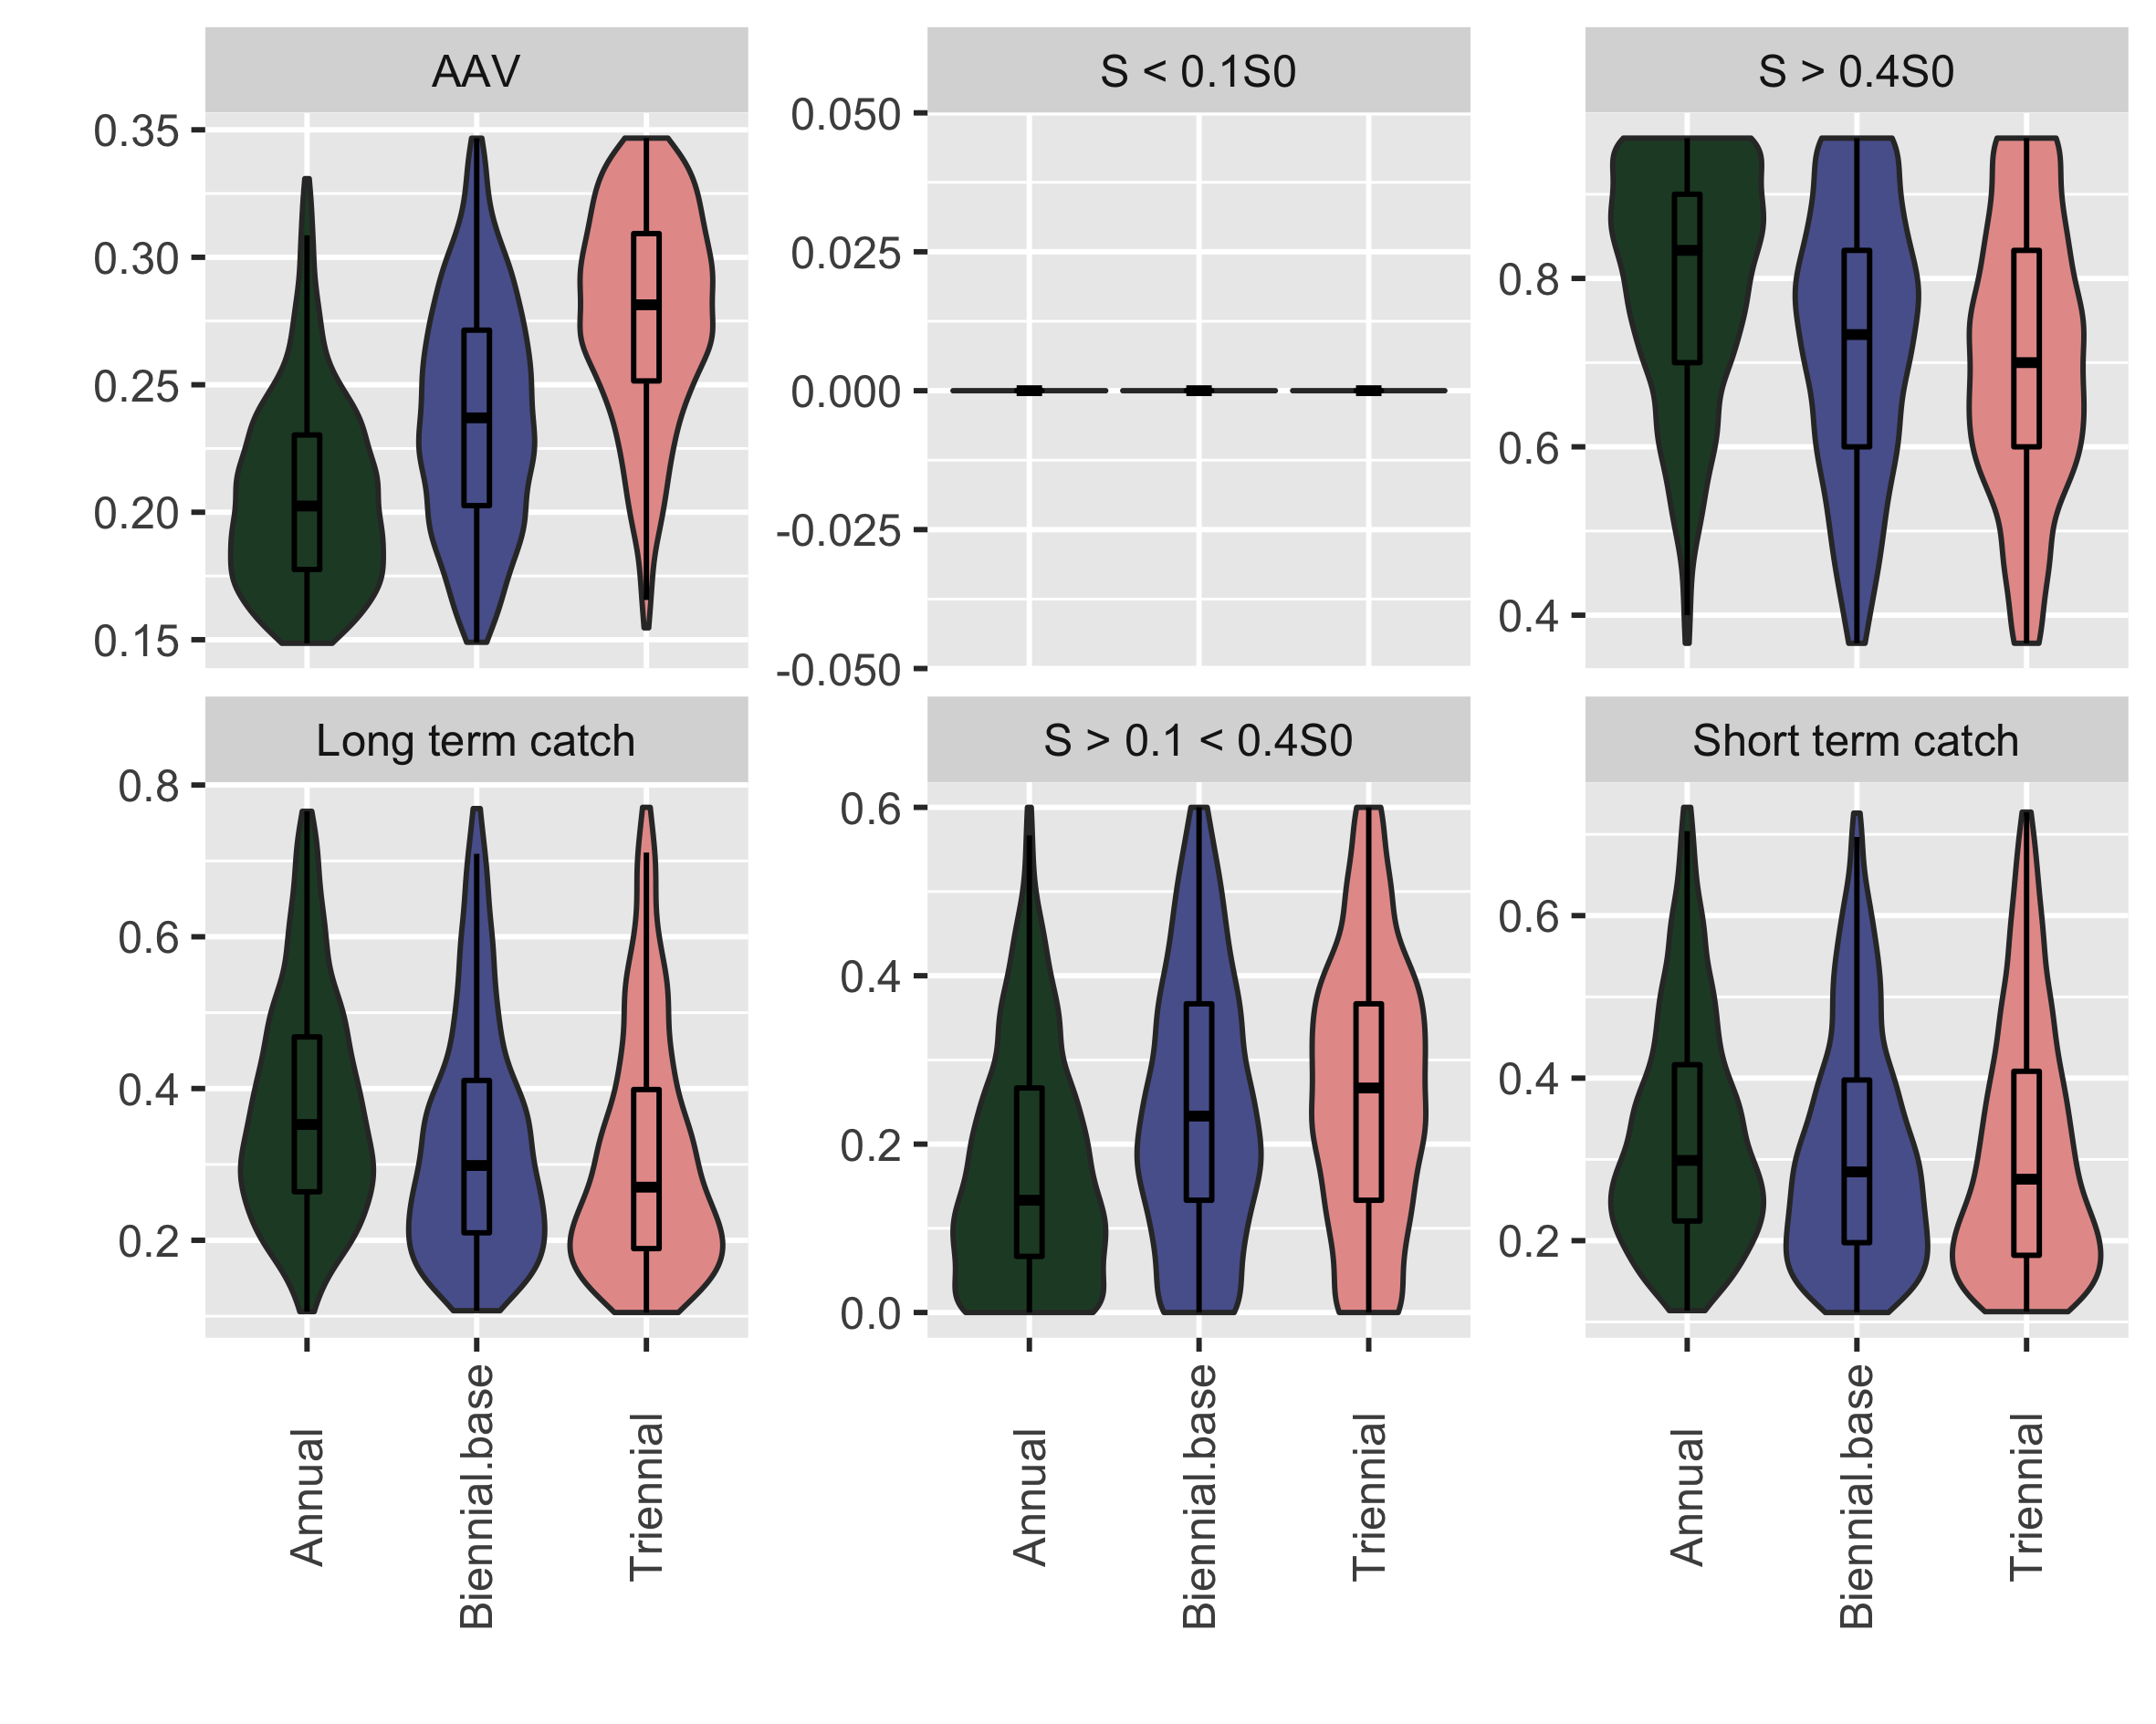 AAV
S < 0.1S0
S > 0.4S0
0.35
0.30
0.25
0.20
0.15
0.050
0.025
0.000
-0.025
-0.050
0.8
0.6
0.4
Long term catch
S > 0.1 < 0.4S0
Short term catch
0.8
0.6
0.4
0.2
0.6
0.4
0.2
0.0
0.6
0.4
0.2
Annual
Biennial.base
Triennial
Annual
Biennial.base
Triennial
Annual
Biennial.base
Triennial